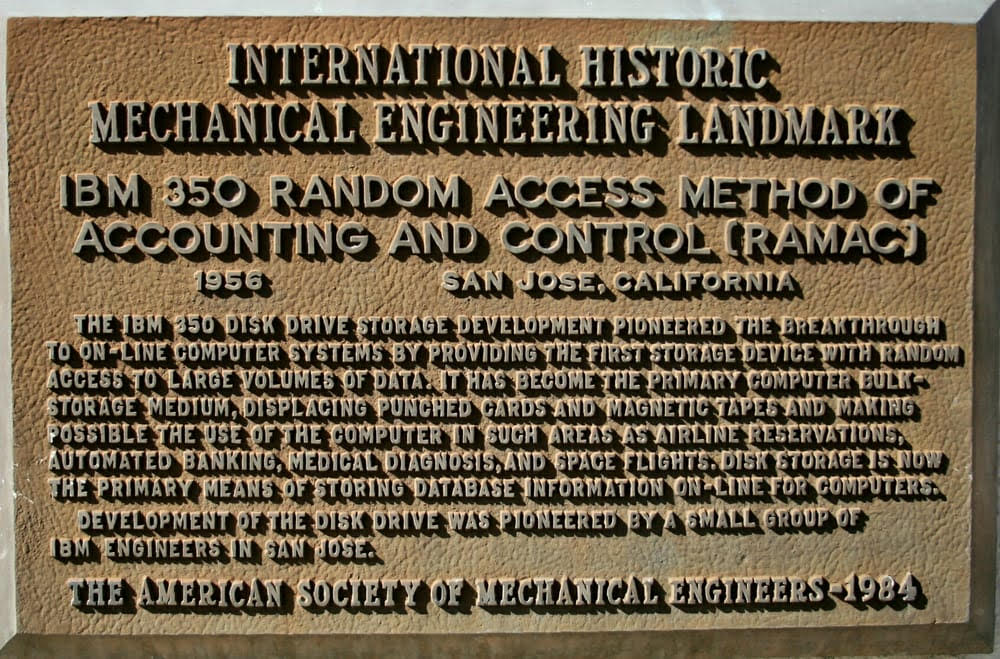 INTERNATIONAL HISTORIC
MECHANICAL ENGINEERING LANDMARK
IBM 350 RANDOM ACCESS METHOD OF
ACCOUNTING AND CONTROL (RAMAC)
1956 SAN JOSE, CALIFORNIA
THE IBM 350 DISK DRIVE STORAGE DEVELOPMENT PIONEERED THE BREAKTHROUGH
TO ON-LINE COMPUTER SYSTEMS BY PROVIDING THE FIRST STORAGE DEVICE WITH RANDOM
ACCESS TO LARGE VOLUMES OF DATA. IT HAS BECOME THE PRIMARY COMPUTER BULK-
STORAGE MEDIUM, DISPLACING PUNCHED CARDS AND MAGNETIC TAPES AND MAKING
POSSIBLE THE USE OF THE COMPUTER IN SUCH AREAS AS AIRLINE RESERVATIONS,
AUTOMATED BANKING, MEDICAL DIAGNOSIS, AND SPACE FLIGHTS. DISK STORAGE IS NOW
THE PRIMARY MEANS OF STORING DATABASE INFORMATION ON-LINE FOR COMPUTERS.
DEVELOPMENT OF THE DISK DRIVE WAS PIONEERED BY A SMALL GROUP OF
IBM ENGINEERS IN SAN JOSE.
THE AMERICAN SOCIETY OF MECHANICAL ENGINEERS-1984